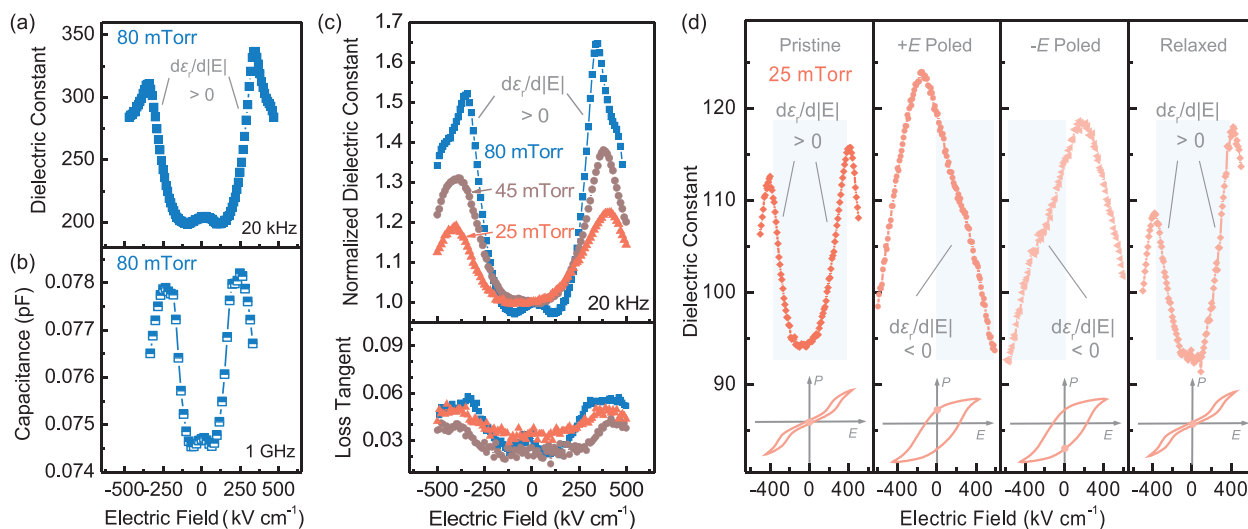 (a)
80 mTorr
dεr/d|E|
> 0
20 kHz
Dielectric Constant
350
300
250
200
(b)
80 mTorr
1 GHz
Capacitance (pF)
0.078
0.077
0.076
0.075
0.074
-500 -250 0 250 500
Electric Field ( kV cm⁻¹)
(c)
1.7
1.6
1.5
1.4
1.3
1.2
1.1
1.0
Normalized Dielectric Constant
dεr/d|E|
> 0
80 mTorr
45 mTorr
25 mTorr
20 kHz
Loss Tangent
0.09
0.06
0.03
-500 -250 0 250 500
Electric Field ( kV cm⁻¹)
(d)
Dielectric Constant
120
110
100
90
Pristine
25 mTorr
dεr/d|E|
> 0
P
E
+E Poled
dεr/d|E|
< 0
P
E
-E Poled
dεr/d|E|
< 0
P
E
Relaxed
dεr/d|E|
> 0
P
E
-400 0 400 -400 0 400 -400 0 400 -400 0 400
Electric Field ( kV cm⁻¹)